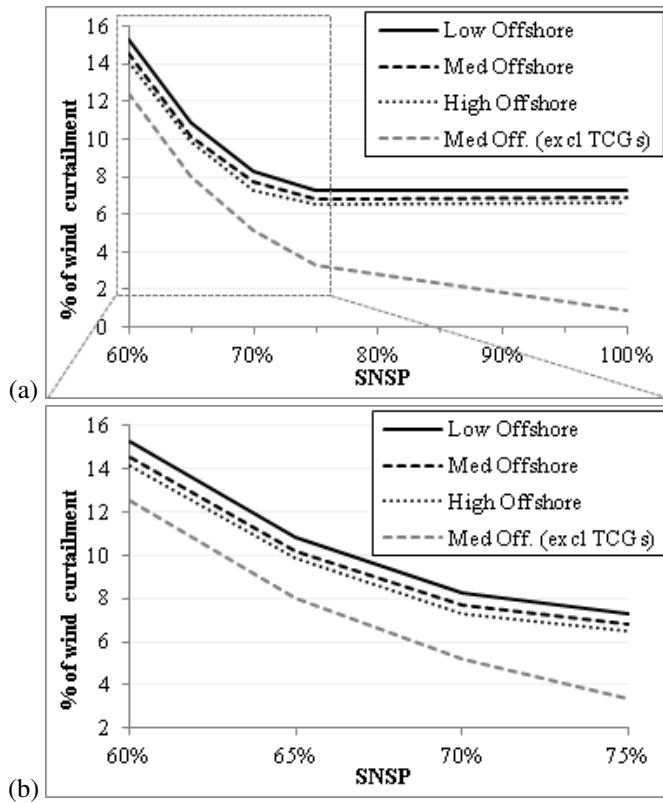 (a)
% of wind curtailment
16
14
12
10
8
6
4
2
0
60%
70%
80%
90%
100%
SNSP
Low Offshore
Med Offshore
High Offshore
Med Off. (excl TCGs)
(b)
% of wind curtailment
16
14
12
10
8
6
4
2
60%
65%
70%
75%
SNSP
Low Offshore
Med Offshore
High Offshore
Med Off. (excl TCGs)